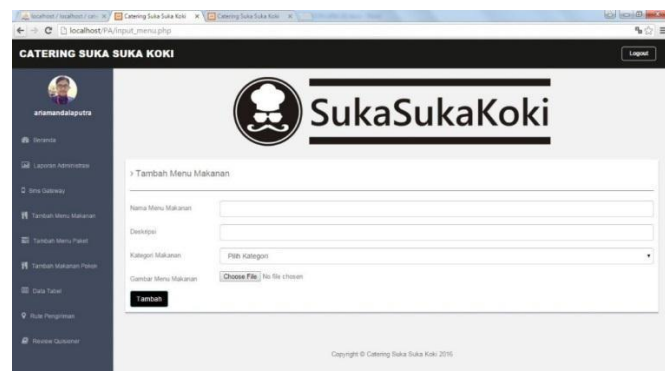 localhost / localhost / cat
Catering Suka Suka Koki
Catering Suka Suka Koki
localhost/PA/input_menu.php
CATERING SUKA SUKA KOKI
Logout
ariamandalaputra
SukaSukaKoki
Beranda
Laporan Administrasi
Sms Gateway
Tambah Menu Makanan
Tambah Menu Paket
Tambah Makanan Pokok
Data Tabel
Rute Pengiriman
Review Quisioner
› Tambah Menu Makanan
Nama Menu Makanan
Deskripsi
Kategori Makanan
Pilih Kategori
Gambar Menu Makanan
Choose File No file chosen
Tambah
Copyright © Catering Suka Suka Koki 2016